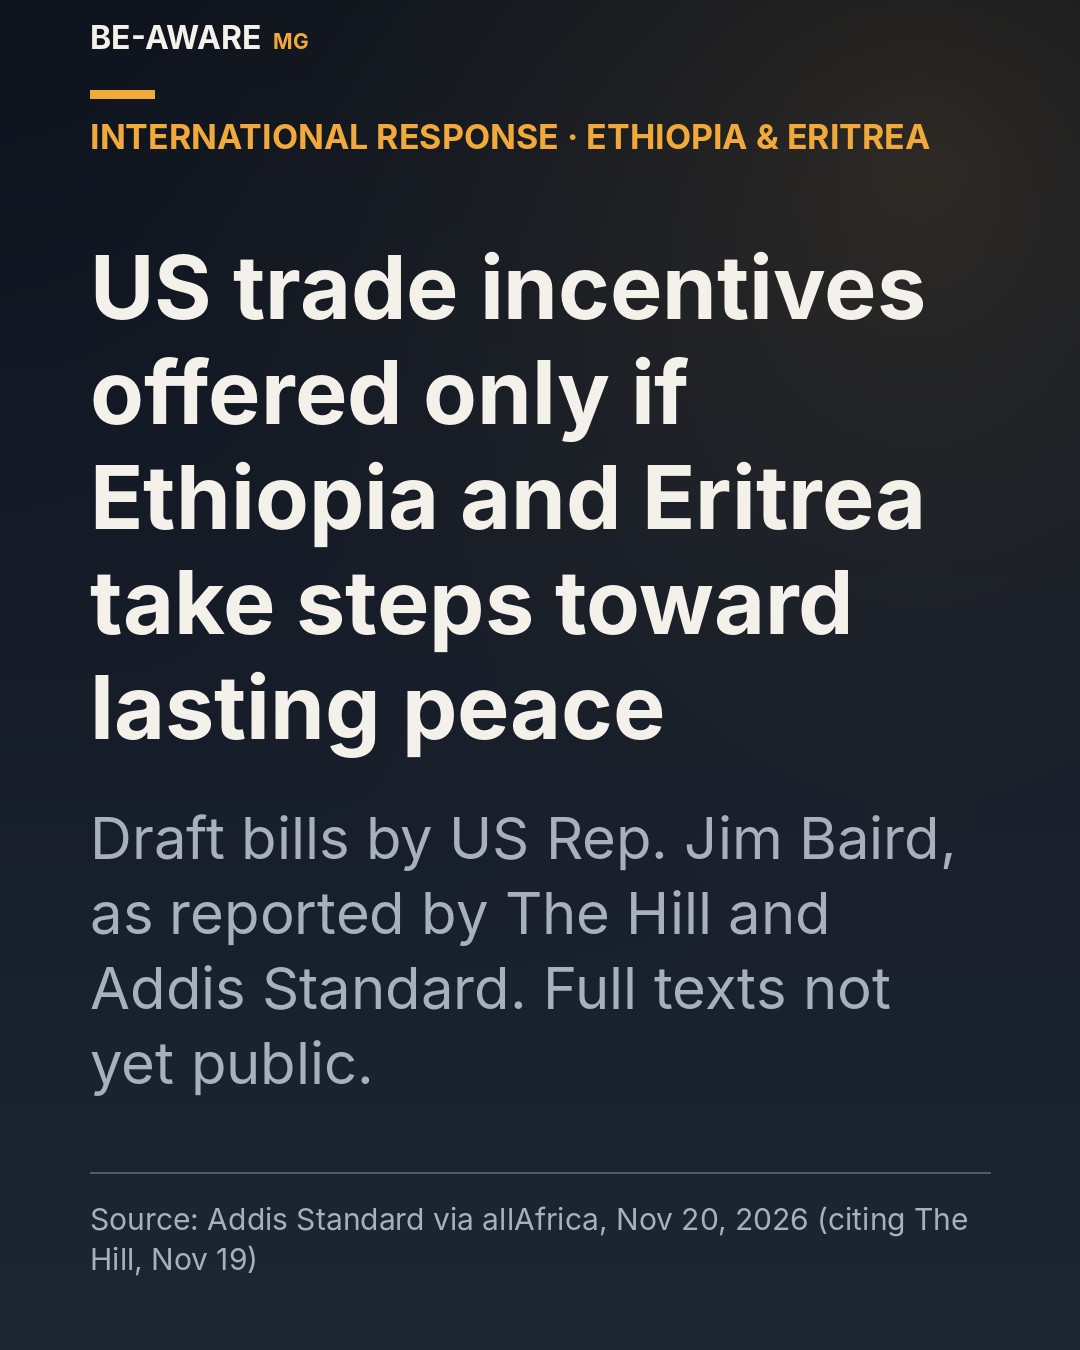 BE-AWARE MG
INTERNATIONAL RESPONSE · ETHIOPIA & ERITREA
US trade incentives
offered only if
Ethiopia and Eritrea
take steps toward
lasting peace
Draft bills by US Rep. Jim Baird,
as reported by The Hill and
Addis Standard. Full texts not
yet public.
Source: Addis Standard via allAfrica, Nov 20, 2026 (citing The
Hill, Nov 19)